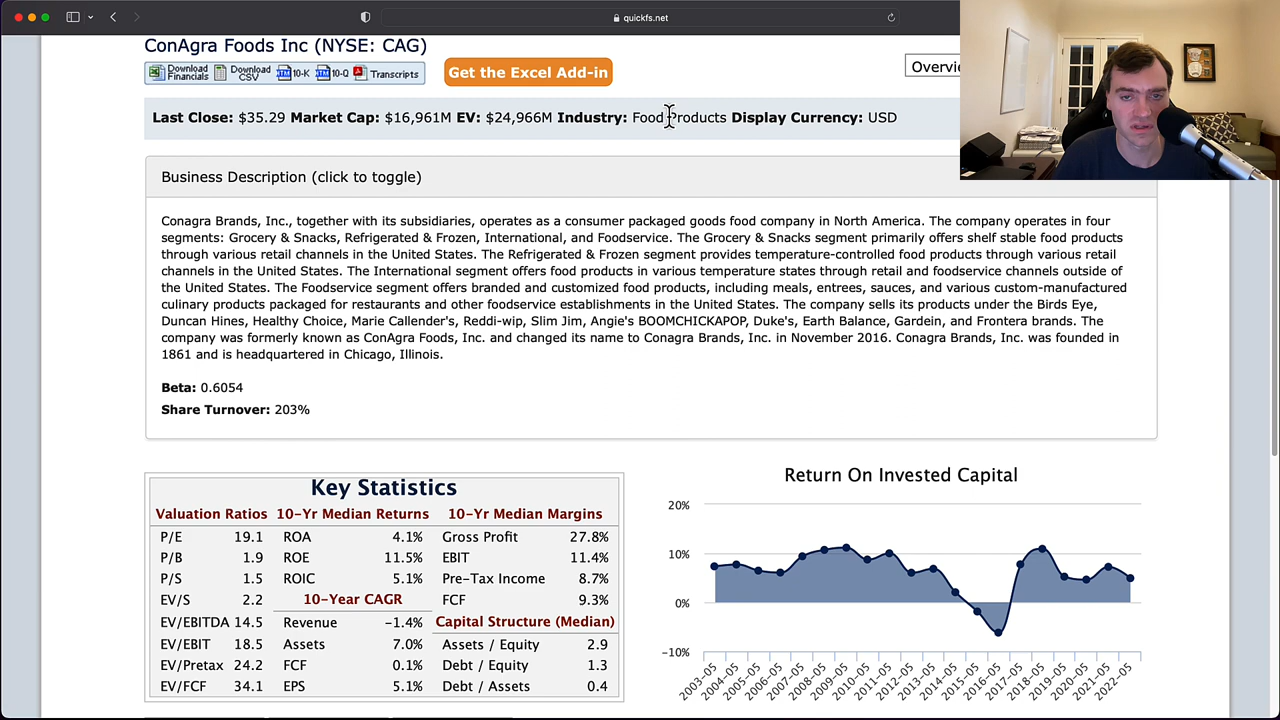 quickfs.net
ConAgra Foods Inc (NYSE: CAG)
Download Financials Download CSV 10-K 10-Q Transcripts
Get the Excel Add-in
Overvie
Last Close: $35.29 Market Cap: $16,961M EV: $24,966M Industry: Food Products Display Currency: USD
Business Description (click to toggle)
Conagra Brands, Inc., together with its subsidiaries, operates as a consumer packaged goods food company in North America. The company operates in four
segments: Grocery & Snacks, Refrigerated & Frozen, International, and Foodservice. The Grocery & Snacks segment primarily offers shelf stable food products
through various retail channels in the United States. The Refrigerated & Frozen segment provides temperature-controlled food products through various retail
channels in the United States. The International segment offers food products in various temperature states through retail and foodservice channels outside of
the United States. The Foodservice segment offers branded and customized food products, including meals, entrees, sauces, and various custom-manufactured
culinary products packaged for restaurants and other foodservice establishments in the United States. The company sells its products under the Birds Eye,
Duncan Hines, Healthy Choice, Marie Callender's, Reddi-wip, Slim Jim, Angie's BOOMCHICKAPOP, Duke's, Earth Balance, Gardein, and Frontera brands. The
company was formerly known as ConAgra Foods, Inc. and changed its name to Conagra Brands, Inc. in November 2016. Conagra Brands, Inc. was founded in
1861 and is headquartered in Chicago, Illinois.
Beta: 0.6054
Share Turnover: 203%
Key Statistics
Valuation Ratios 10-Yr Median Returns 10-Yr Median Margins
P/E 19.1 ROA 4.1% Gross Profit 27.8%
P/B 1.9 ROE 11.5% EBIT 11.4%
P/S 1.5 ROIC 5.1% Pre-Tax Income 8.7%
EV/S 2.2 10-Year CAGR FCF 9.3%
EV/EBITDA 14.5 Revenue -1.4% Capital Structure (Median)
EV/EBIT 18.5 Assets 7.0% Assets / Equity 2.9
EV/Pretax 24.2 FCF 0.1% Debt / Equity 1.3
EV/FCF 34.1 EPS 5.1% Debt / Assets 0.4
Return On Invested Capital
20%
10%
0%
-10%
2003-05 2004-05 2005-05 2006-05 2007-05 2008-05 2009-05 2010-05 2011-05 2012-05 2013-05 2014-05 2015-05 2016-05 2017-05 2018-05 2019-05 2020-05 2021-05 2022-05